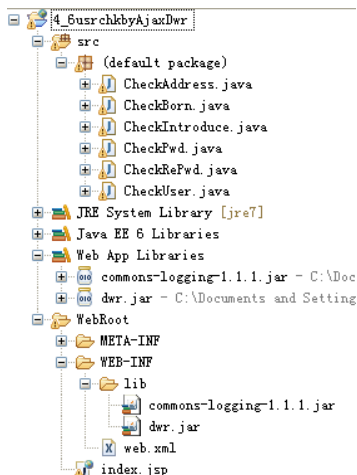 4_6usrchkbyAjaxDwr
src
(default package)
CheckAddress.java
CheckBorn.java
CheckIntroduce.java
CheckPwd.java
CheckRePwd.java
CheckUser.java
JRE System Library [jre7]
Java EE 6 Libraries
Web App Libraries
commons-logging-1.1.1.jar - C:\Doc
dwr.jar - C:\Documents and Setting
WebRoot
META-INF
WEB-INF
lib
commons-logging-1.1.1.jar
dwr.jar
web.xml
index.jsp